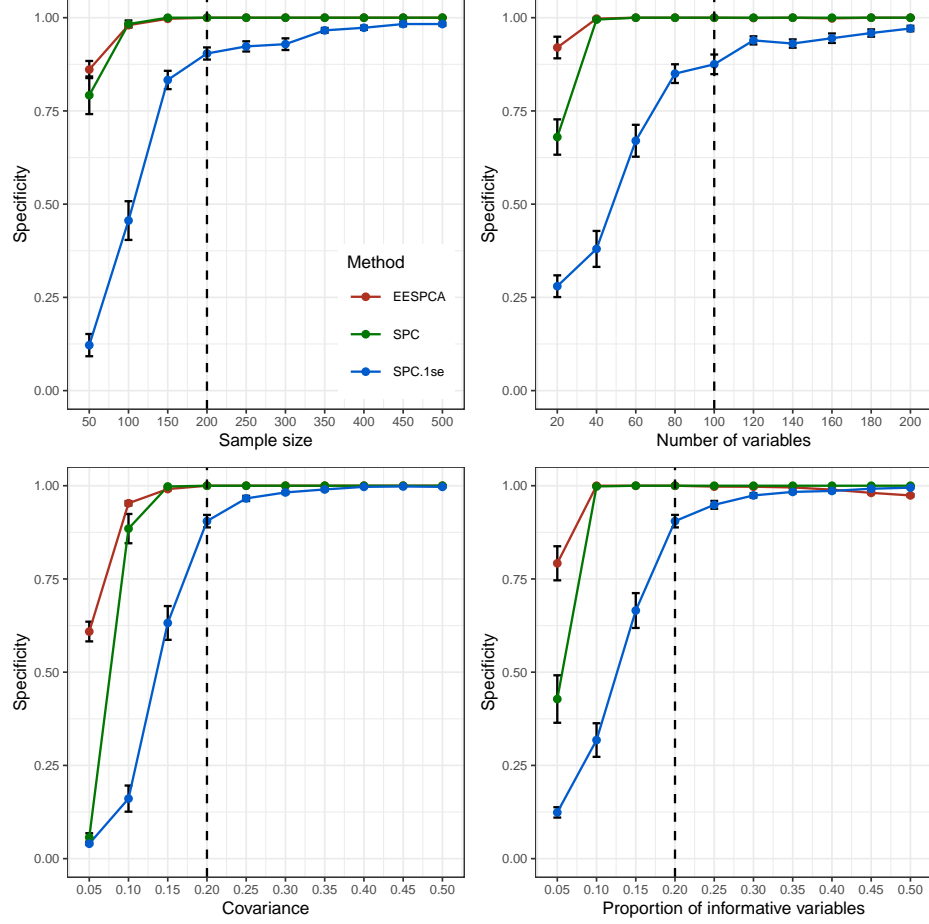 1.00
0.75
0.50
0.25
0.00
Specificity
Method
EESPCA
SPC
SPC.1se
50 100 150 200 250 300 350 400 450 500
Sample size
1.00
0.75
0.50
0.25
0.00
Specificity
20 40 60 80 100 120 140 160 180 200
Number of variables
1.00
0.75
0.50
0.25
0.00
Specificity
0.05 0.10 0.15 0.20 0.25 0.30 0.35 0.40 0.45 0.50
Covariance
1.00
0.75
0.50
0.25
0.00
Specificity
0.05 0.10 0.15 0.20 0.25 0.30 0.35 0.40 0.45 0.50
Proportion of informative variables